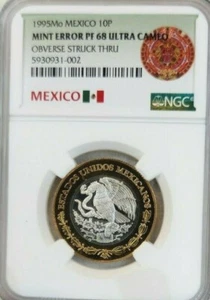 1995Mo MEXICO 10P
MINT ERROR PF 68 ULTRA CAMEO
OBVERSE STRUCK THRU
5930931-002
MEXICO
NGC
ESTADOS UNIDOS MEXICANOS